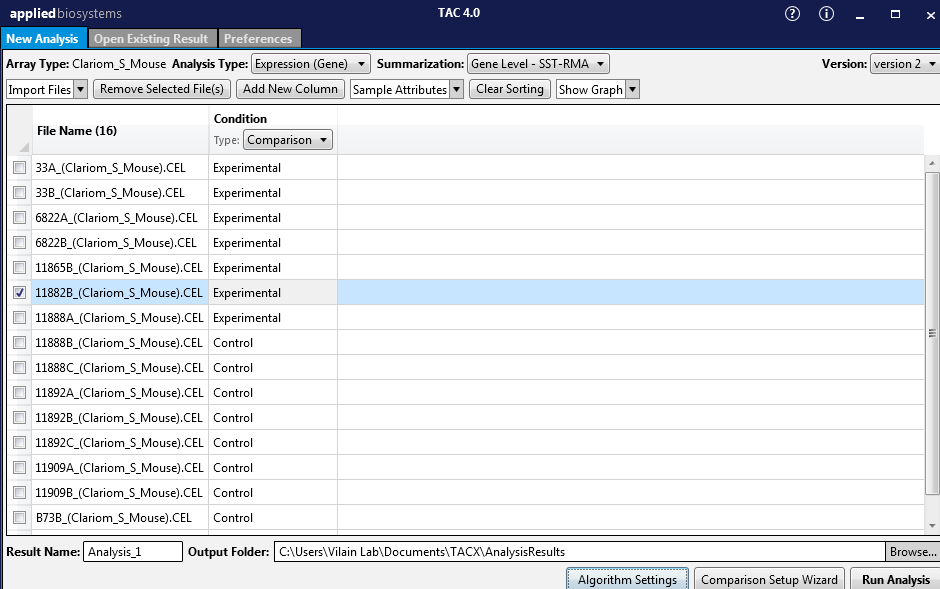 appliedbiosystems TAC 4.0
New Analysis Open Existing Result Preferences
Array Type: Clariom_S_Mouse Analysis Type: Expression (Gene) Summarization: Gene Level - SST-RMA Version: version 2
Import Files Remove Selected File(s) Add New Column Sample Attributes Clear Sorting Show Graph
File Name (16) Condition
Type: Comparison
33A_(Clariom_S_Mouse).CEL Experimental
33B_(Clariom_S_Mouse).CEL Experimental
6822A_(Clariom_S_Mouse).CEL Experimental
6822B_(Clariom_S_Mouse).CEL Experimental
11865B_(Clariom_S_Mouse).CEL Experimental
11882B_(Clariom_S_Mouse).CEL Experimental
11888A_(Clariom_S_Mouse).CEL Experimental
11888B_(Clariom_S_Mouse).CEL Control
11888C_(Clariom_S_Mouse).CEL Control
11892A_(Clariom_S_Mouse).CEL Control
11892B_(Clariom_S_Mouse).CEL Control
11892C_(Clariom_S_Mouse).CEL Control
11909A_(Clariom_S_Mouse).CEL Control
11909B_(Clariom_S_Mouse).CEL Control
B73B_(Clariom_S_Mouse).CEL Control
Result Name: Analysis_1 Output Folder: C:\Users\Vilain Lab\Documents\TACX\AnalysisResults Browse...
Algorithm Settings Comparison Setup Wizard Run Analysis